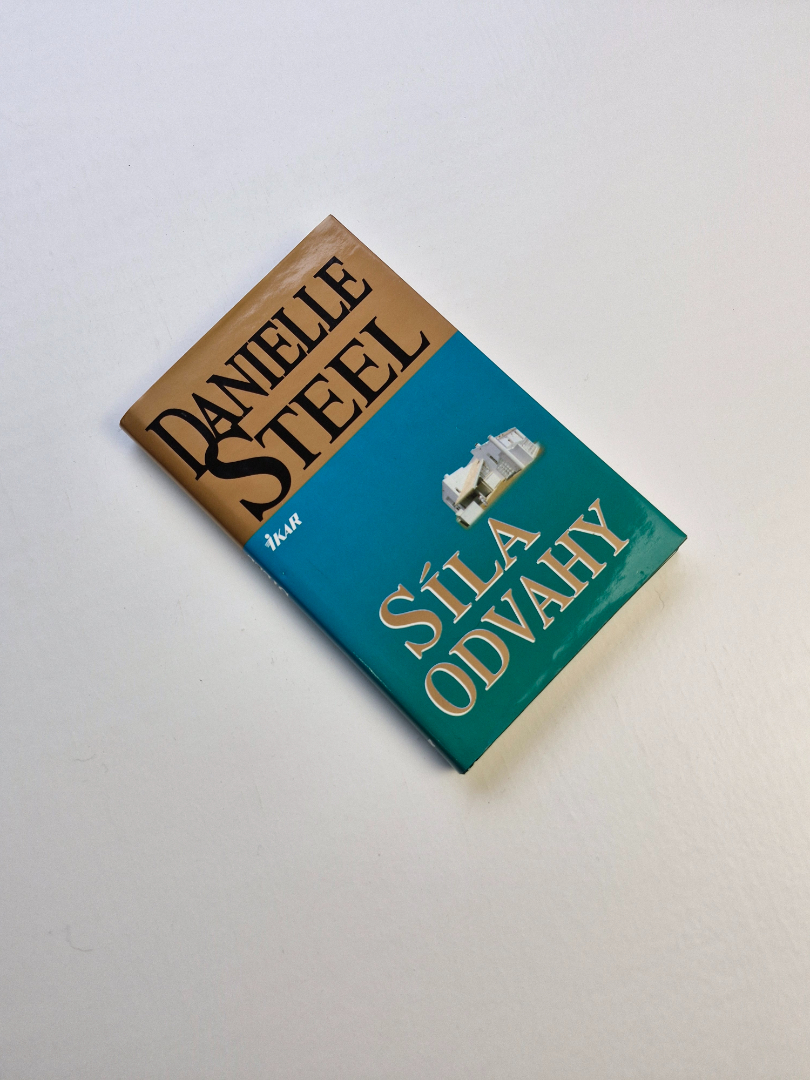 DANIELLE
STEEL
IKAR
SÍLA
ODVAHY